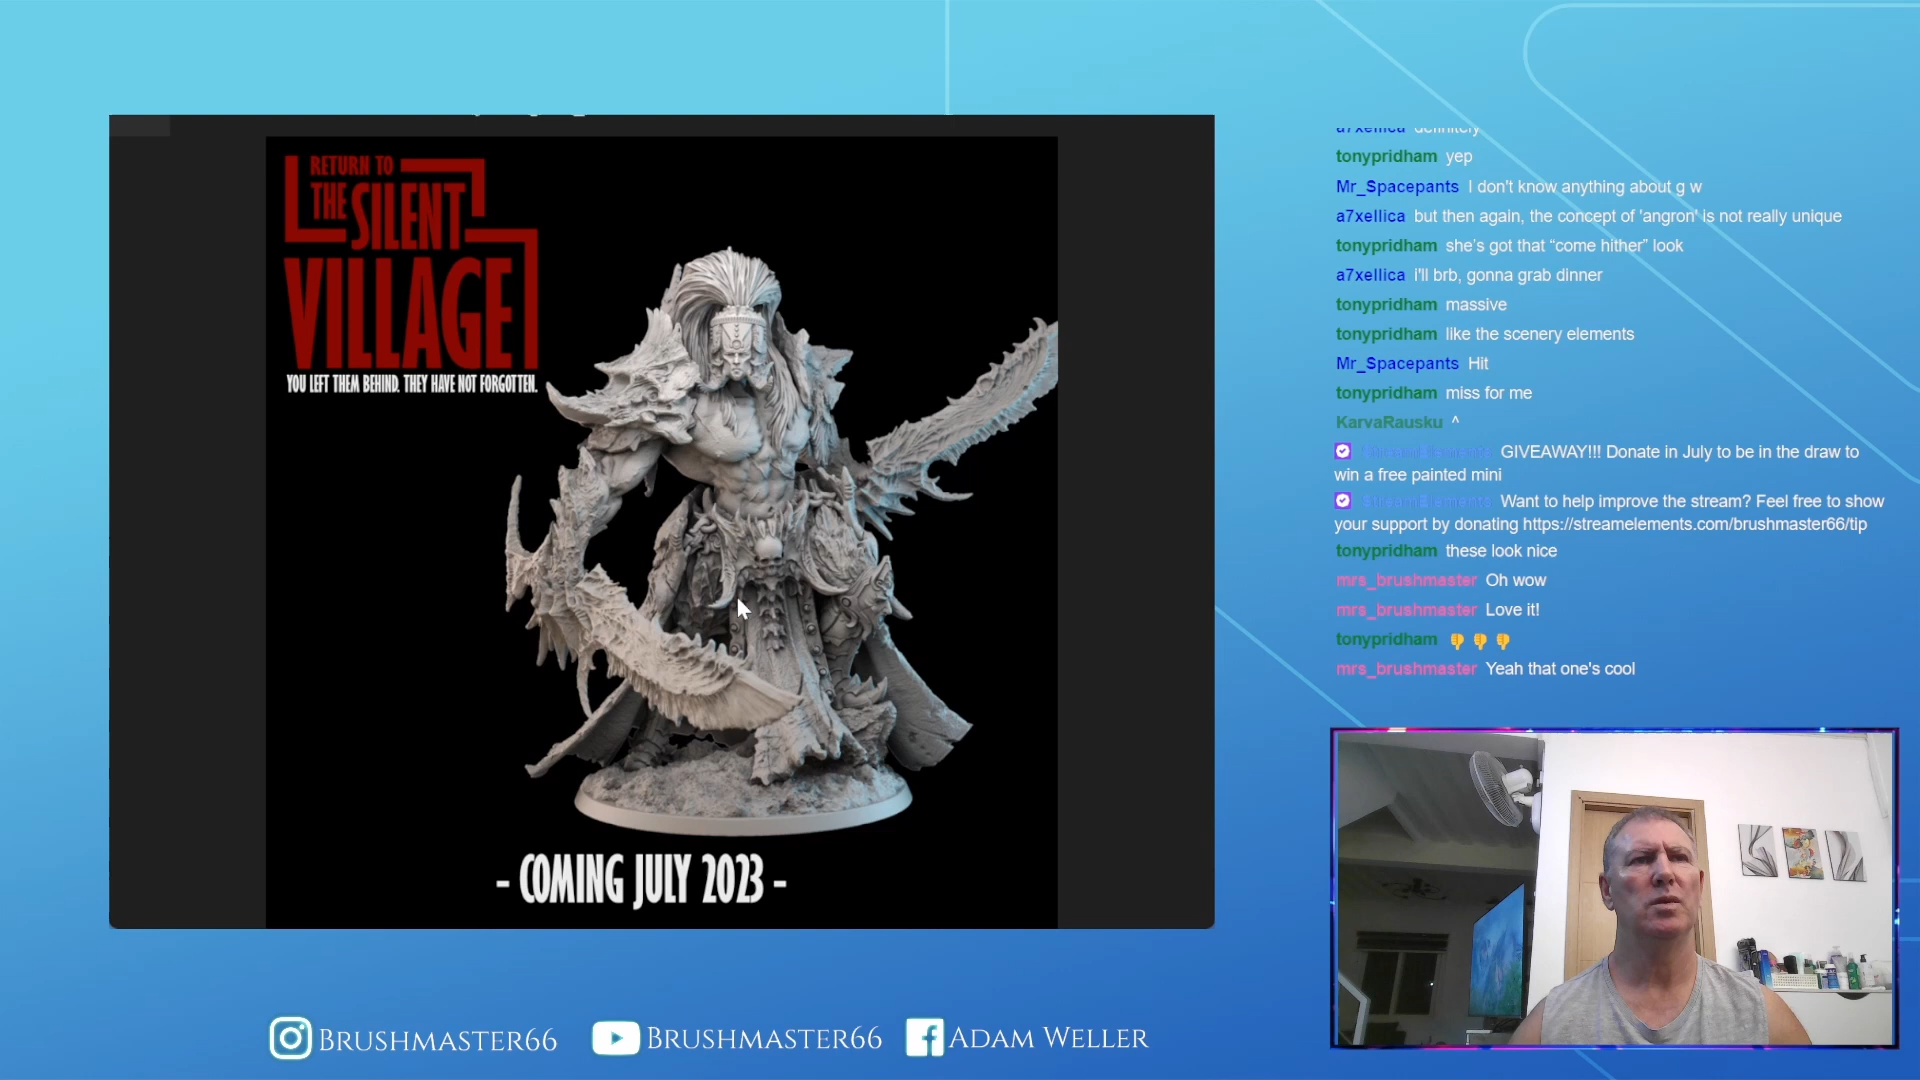 RETURN TO
THE SILENT
VILLAGE
YOU LEFT THEM BEHIND. THEY HAVE NOT FORGOTTEN.
- COMING JULY 2023 -
a7xellica definitely
tonypridham yep
Mr_Spacepants I don't know anything about g w
a7xellica but then again, the concept of 'angron' is not really unique
tonypridham she's got that “come hither” look
a7xellica i'll brb, gonna grab dinner
tonypridham massive
tonypridham like the scenery elements
Mr_Spacepants Hit
tonypridham miss for me
KarvaRausku ^
StreamElements GIVEAWAY!!! Donate in July to be in the draw to
win a free painted mini
StreamElements Want to help improve the stream? Feel free to show
your support by donating https://streamelements.com/brushmaster66/tip
tonypridham these look nice
mrs_brushmaster Oh wow
mrs_brushmaster Love it!
tonypridham 👎 👎 👎
mrs_brushmaster Yeah that one's cool
BRUSHMASTER66 BRUSHMASTER66 ADAM WELLER